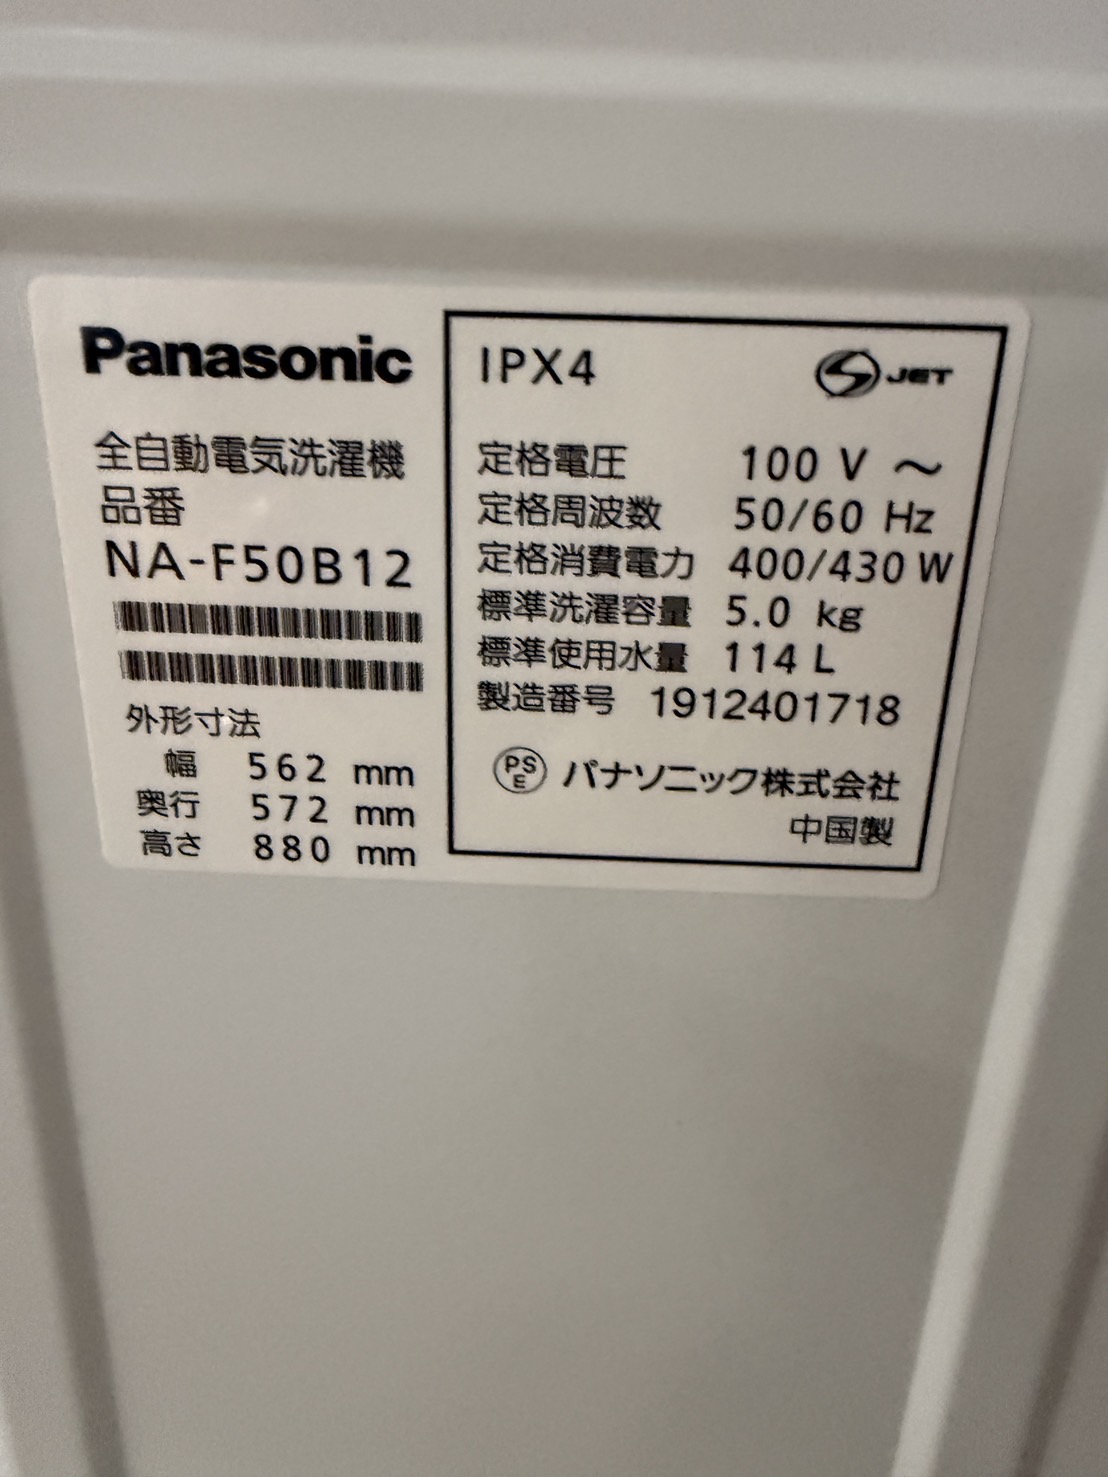 Panasonic
全自動電気洗濯機
品番
NA-F50B12
外形寸法
幅 562 mm
奥行 572 mm
高さ 880 mm
IPX4
JET
定格電圧 100 V ～
定格周波数 50/60 Hz
定格消費電力 400/430 W
標準洗濯容量 5.0 kg
標準使用水量 114 L
製造番号 1912401718
PSE パナソニック株式会社
中国製